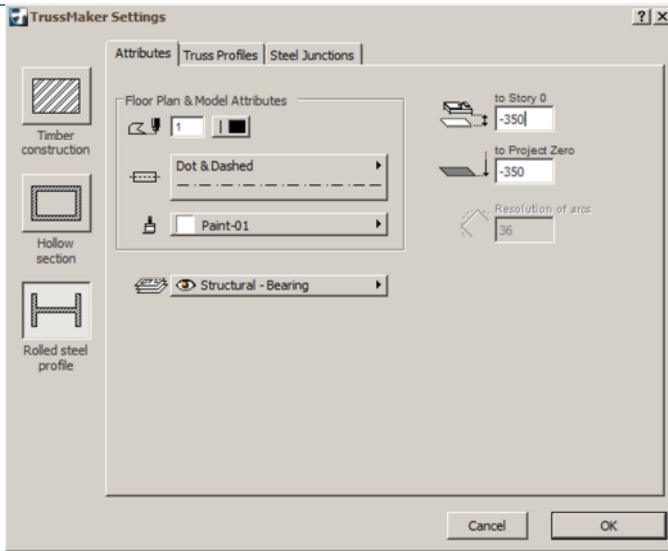 TrussMaker Settings
Attributes
Truss Profiles
Steel Junctions
Timber
construction
Hollow
section
Rolled steel
profile
Floor Plan & Model Attributes
1
Dot & Dashed
Paint-01
Structural - Bearing
to Story 0
-350
to Project Zero
-350
Resolution of arcs
36
Cancel
OK